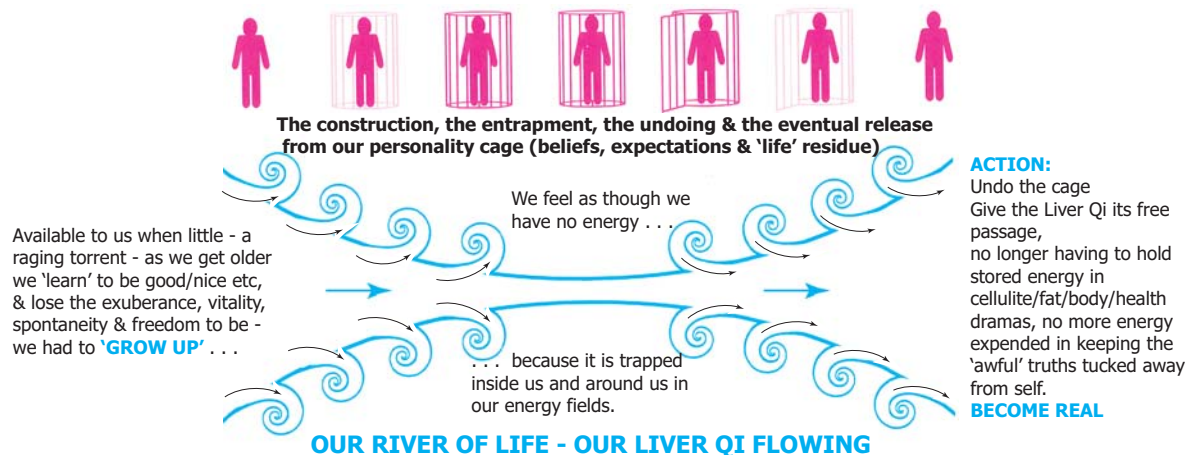 The construction, the entrapment, the undoing & the eventual release
from our personality cage (beliefs, expectations & ‘life’ residue)
Available to us when little - a
raging torrent - as we get older
we ‘learn’ to be good/nice etc,
& lose the exuberance, vitality,
spontaneity & freedom to be -
we had to ‘GROW UP’ . . .
We feel as though we
have no energy . . .
. . . because it is trapped
inside us and around us in
our energy fields.
ACTION:
Undo the cage
Give the Liver Qi its free
passage,
no longer having to hold
stored energy in
cellulite/fat/body/health
dramas, no more energy
expended in keeping the
‘awful’ truths tucked away
from self.
BECOME REAL
OUR RIVER OF LIFE - OUR LIVER QI FLOWING